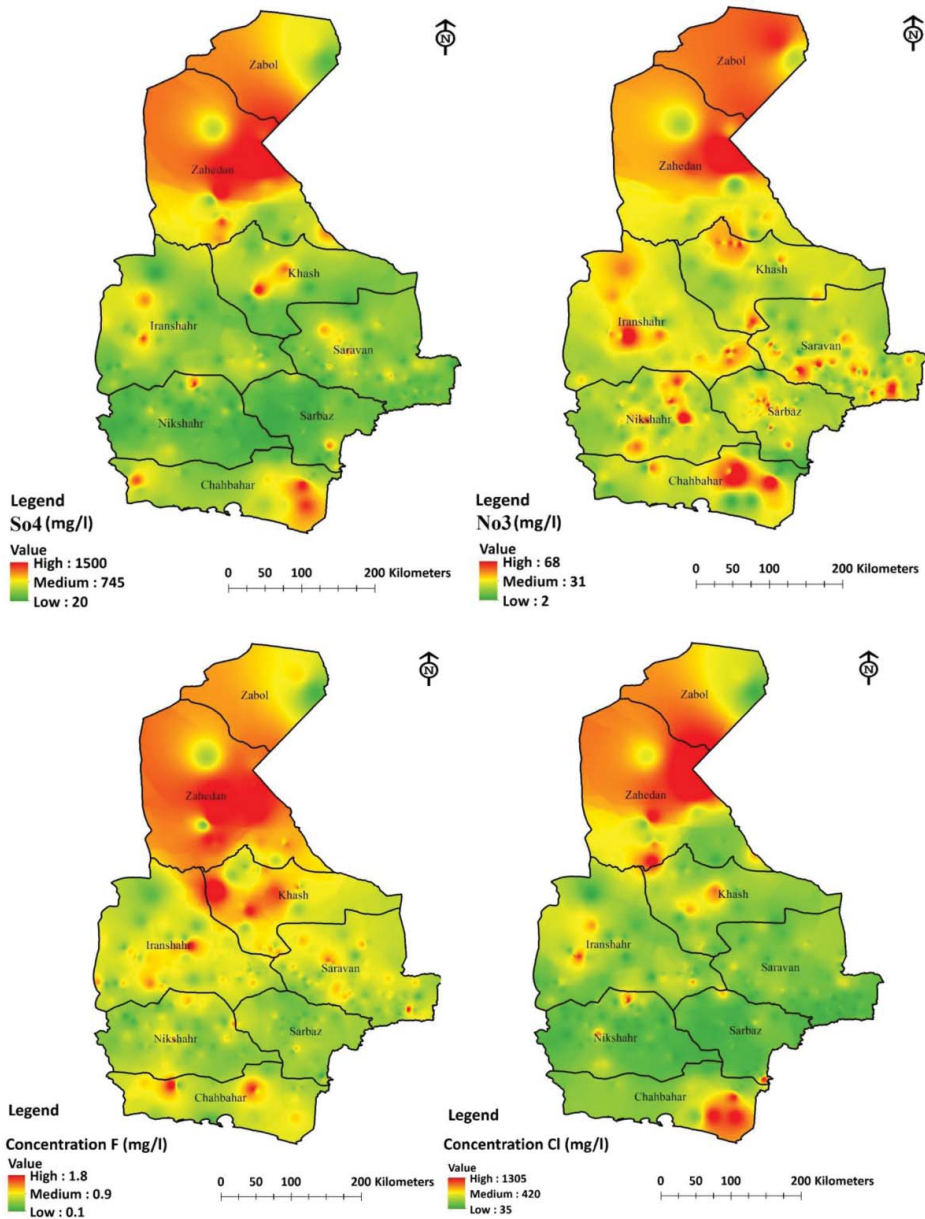 N
Zabol
Zahedan
Khash
Iranshahr
Saravan
Nikshahr
Sarbaz
Chahbahar
Legend
So4 (mg/l)
Value
High : 1500
Medium : 745
Low : 20
0 50 100 200 Kilometers
N
Zabol
Zahedan
Khash
Iranshahr
Saravan
Nikshahr
Sarbaz
Chahbahar
Legend
No3 (mg/l)
Value
High : 68
Medium : 31
Low : 2
0 50 100 200 Kilometers
N
Zabol
Zahedan
Khash
Iranshahr
Saravan
Nikshahr
Sarbaz
Chahbahar
Legend
Concentration F (mg/l)
Value
High : 1.8
Medium : 0.9
Low : 0.1
0 50 100 200 Kilometers
N
Zabol
Zahedan
Khash
Iranshahr
Saravan
Nikshahr
Sarbaz
Chahbahar
Legend
Concentration Cl (mg/l)
Value
High : 1305
Medium : 420
Low : 35
0 50 100 200 Kilometers